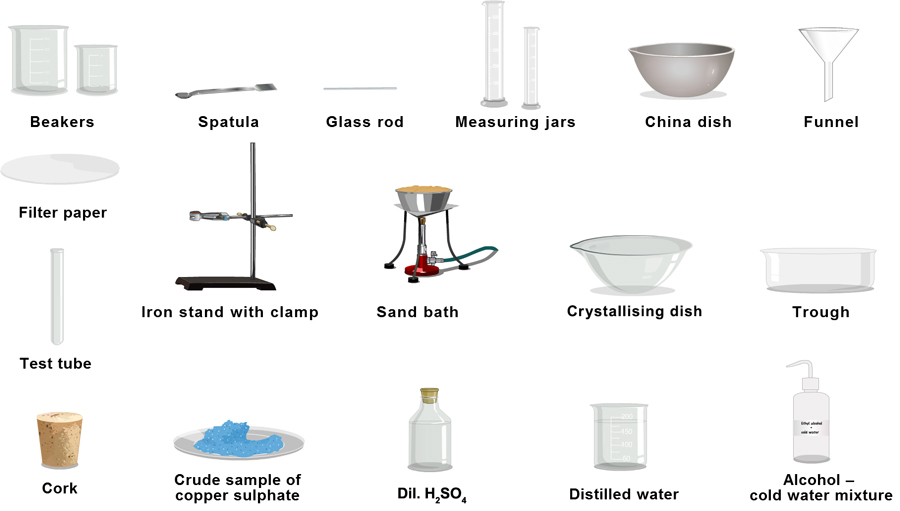 Beakers
Spatula
Glass rod
Measuring jars
China dish
Funnel
Filter paper
Iron stand with clamp
Sand bath
Crystallising dish
Trough
Test tube
Cork
Crude sample of
copper sulphate
Dil. H₂SO₄
Distilled water
Ethyl alcohol
+
cold water
Alcohol –
cold water mixture